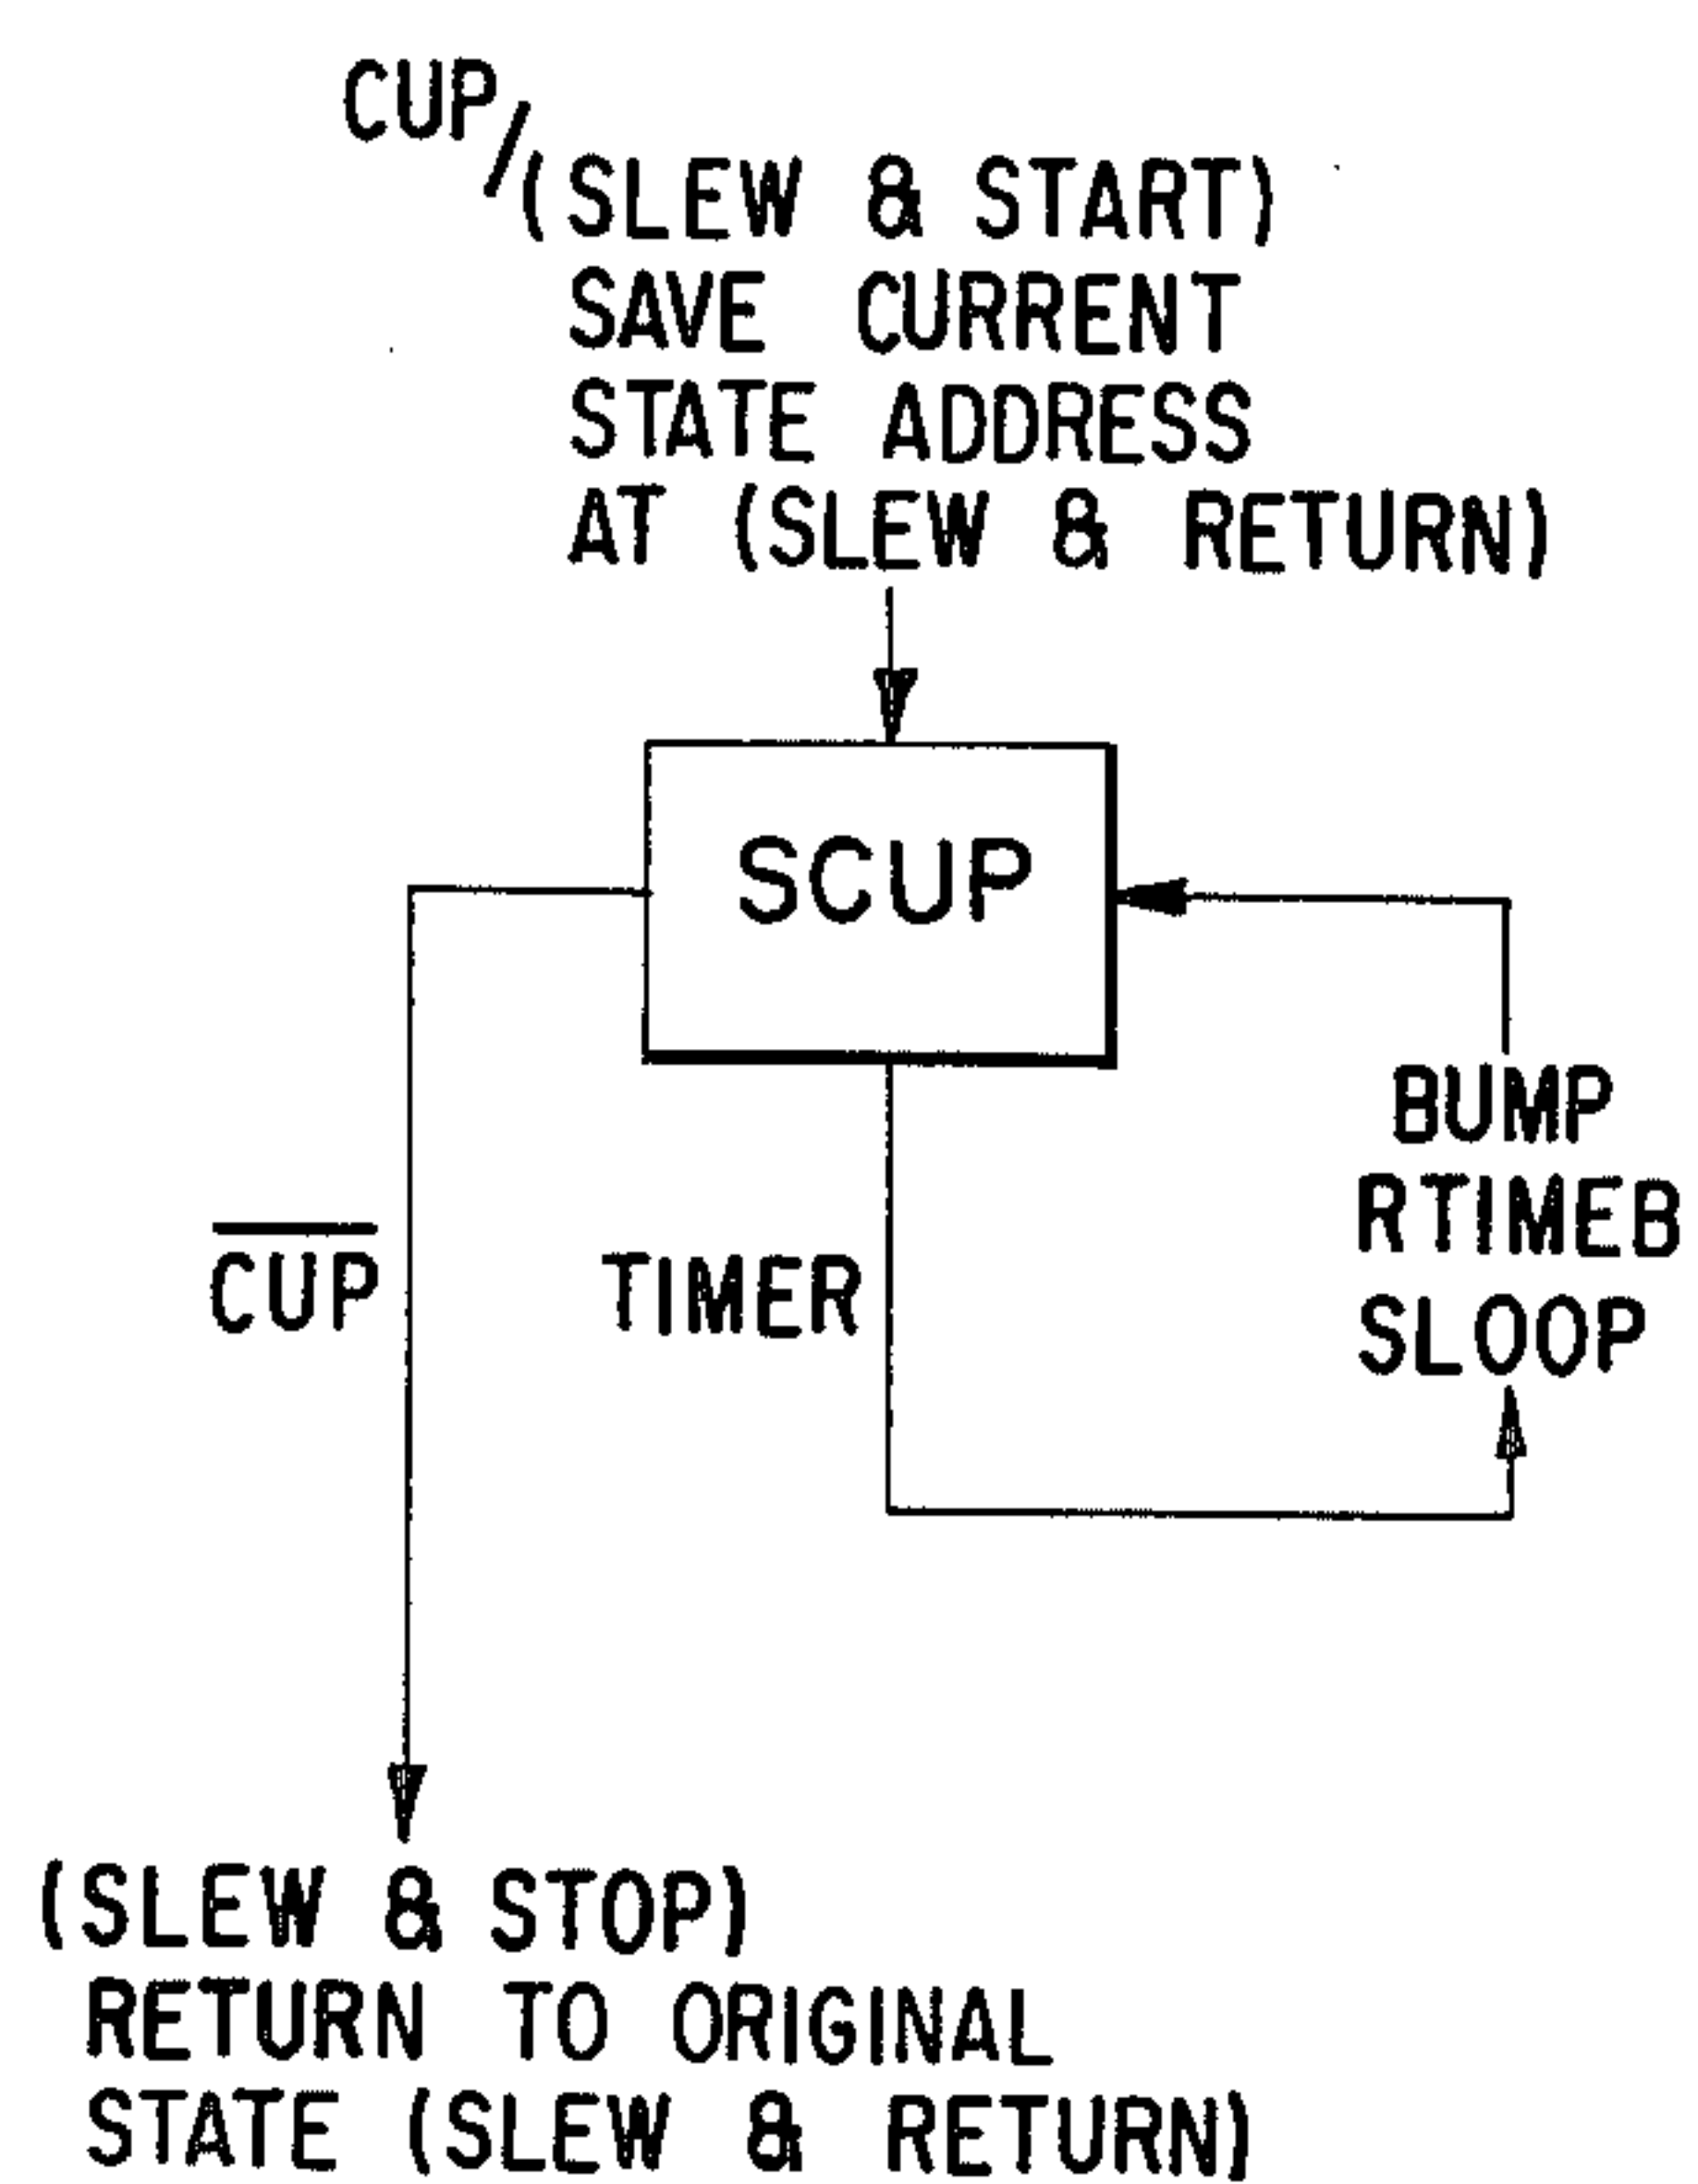 CUP/(SLEW & START)
SAVE CURRENT
STATE ADDRESS
AT (SLEW & RETURN)
SCUP
BUMP
RTIMEB
SLOOP
C̅U̅P̅
TIMER
(SLEW & STOP)
RETURN TO ORIGINAL
STATE (SLEW & RETURN)